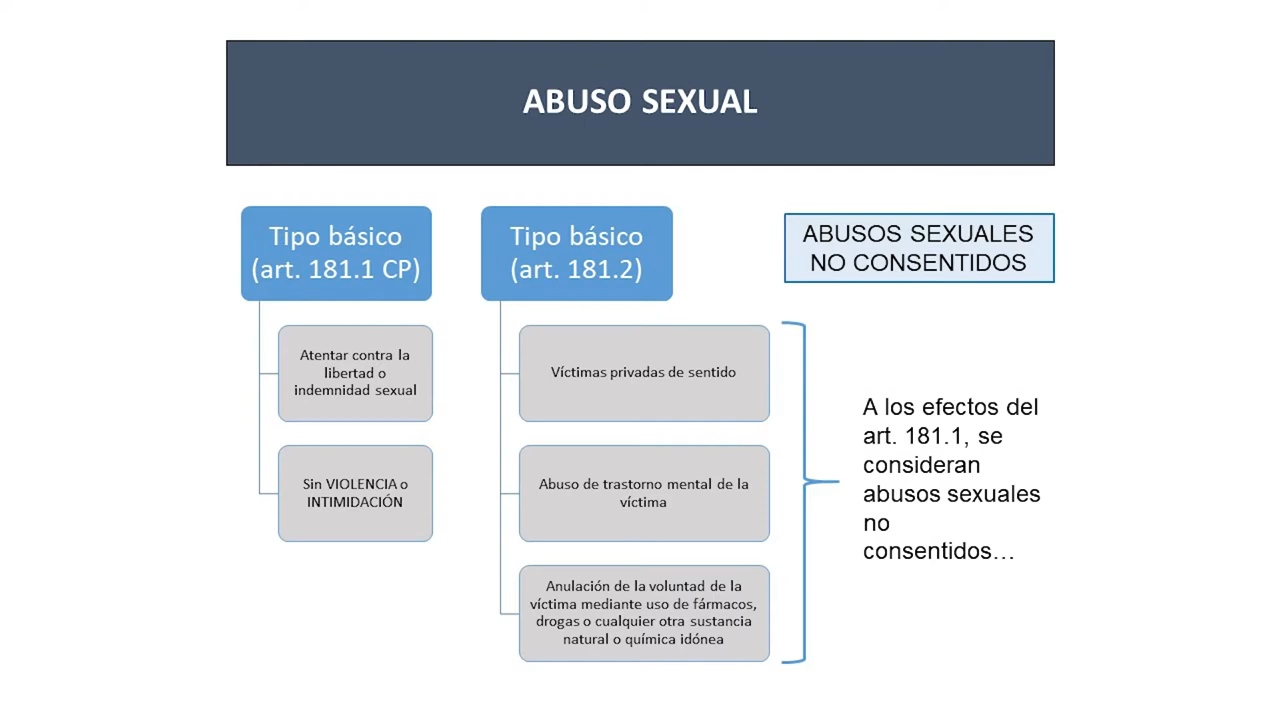 ABUSO SEXUAL
Tipo básico
(art. 181.1 CP)
Atentar contra la
libertad o
indemnidad sexual
Sin VIOLENCIA o
INTIMIDACIÓN
Tipo básico
(art. 181.2)
Víctimas privadas de sentido
Abuso de trastorno mental de la
víctima
Anulación de la voluntad de la
víctima mediante uso de fármacos,
drogas o cualquier otra sustancia
natural o química idónea
ABUSOS SEXUALES
NO CONSENTIDOS
A los efectos del
art. 181.1, se
consideran
abusos sexuales
no
consentidos…